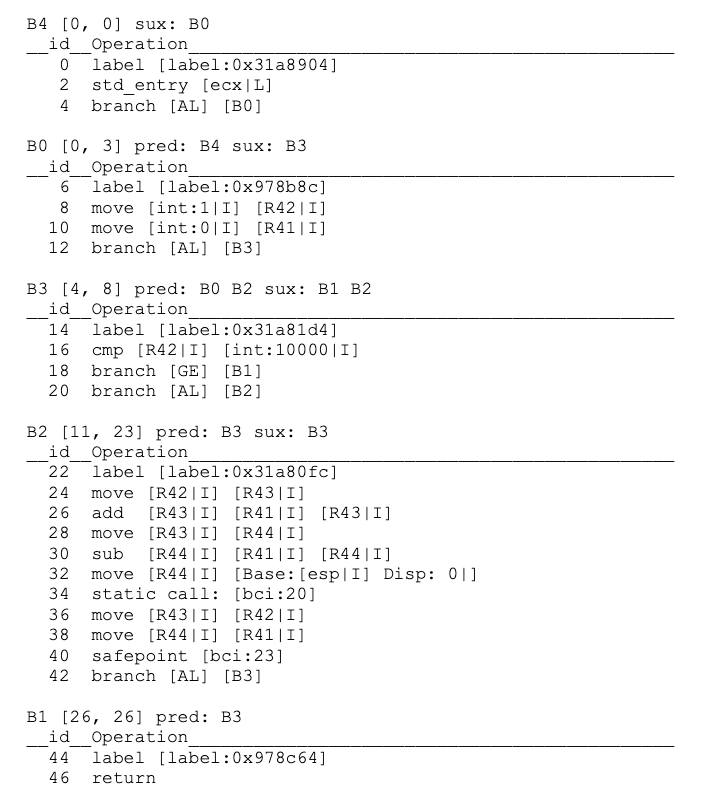 B4 [0, 0] sux: B0
__id__Operation
0 label [label:0x31a8904]
2 std_entry [ecx|L]
4 branch [AL] [B0]
B0 [0, 3] pred: B4 sux: B3
__id__Operation
6 label [label:0x978b8c]
8 move [int:1|I] [R42|I]
10 move [int:0|I] [R41|I]
12 branch [AL] [B3]
B3 [4, 8] pred: B0 B2 sux: B1 B2
__id__Operation
14 label [label:0x31a81d4]
16 cmp [R42|I] [int:10000|I]
18 branch [GE] [B1]
20 branch [AL] [B2]
B2 [11, 23] pred: B3 sux: B3
__id__Operation
22 label [label:0x31a80fc]
24 move [R42|I] [R43|I]
26 add [R43|I] [R41|I] [R43|I]
28 move [R43|I] [R44|I]
30 sub [R44|I] [R41|I] [R44|I]
32 move [R44|I] [Base:[esp|I] Disp: 0|]
34 static call: [bci:20]
36 move [R43|I] [R42|I]
38 move [R44|I] [R41|I]
40 safepoint [bci:23]
42 branch [AL] [B3]
B1 [26, 26] pred: B3
__id__Operation
44 label [label:0x978c64]
46 return